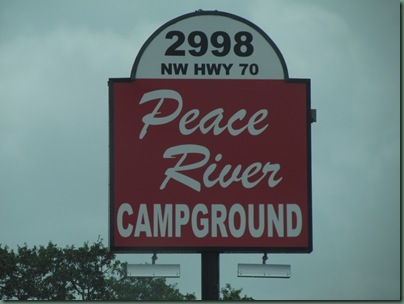 2998
NW HWY 70
Peace
River
CAMPGROUND